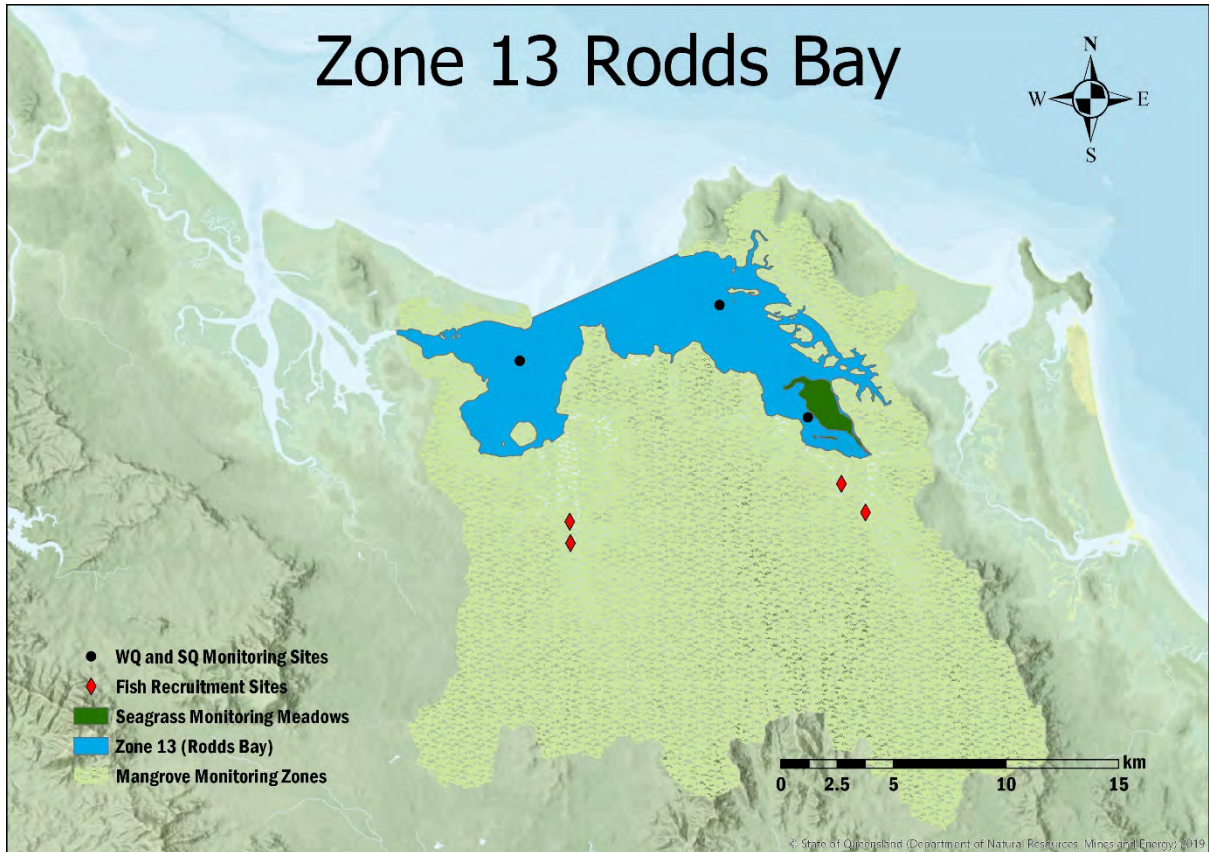 Zone 13 Rodds Bay
N
W E
S
WQ and SQ Monitoring Sites
Fish Recruitment Sites
Seagrass Monitoring Meadows
Zone 13 (Rodds Bay)
Mangrove Monitoring Zones
km
0 2.5 5 10 15
© State of Queensland (Department of Natural Resources, Mines and Energy) 2019